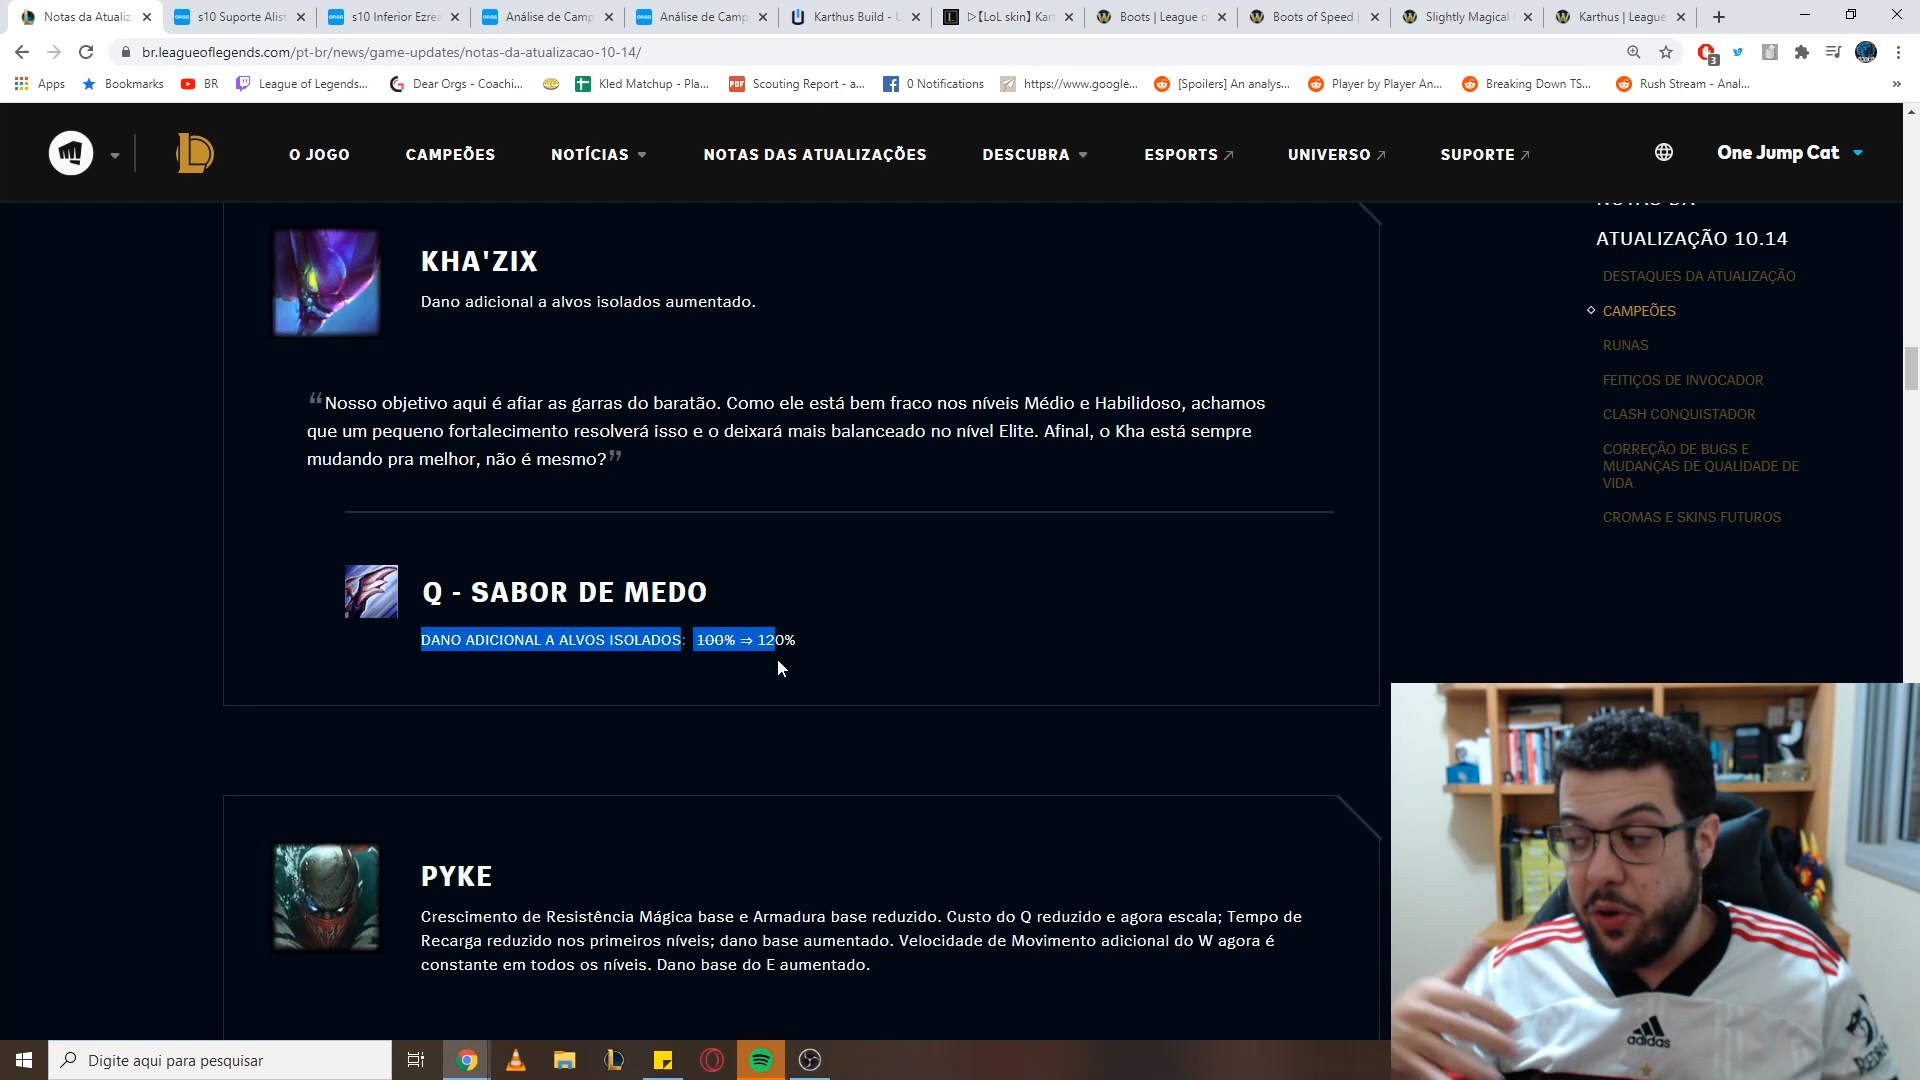 Notas da Atualiza
s10 Suporte Alist
s10 Inferior Ezrea
Análise de Camp
Análise de Camp
Karthus Build - U
▷【LoL skin】Kar
Boots | League o
Boots of Speed |
Slightly Magical
Karthus | League
br.leagueoflegends.com/pt-br/news/game-updates/notas-da-atualizacao-10-14/
3
Apps
Bookmarks
BR
League of Legends...
Dear Orgs - Coachi...
Kled Matchup - Pla...
Scouting Report - a...
0 Notifications
https://www.google...
[Spoilers] An analys...
Player by Player An...
Breaking Down TS...
Rush Stream - Anal...
»
O JOGO
CAMPEÕES
NOTÍCIAS
NOTAS DAS ATUALIZAÇÕES
DESCUBRA
ESPORTS
UNIVERSO
SUPORTE
One Jump Cat
KHA'ZIX
Dano adicional a alvos isolados aumentado.
“Nosso objetivo aqui é afiar as garras do baratão. Como ele está bem fraco nos níveis Médio e Habilidoso, achamos
que um pequeno fortalecimento resolverá isso e o deixará mais balanceado no nível Elite. Afinal, o Kha está sempre
mudando pra melhor, não é mesmo?”
Q - SABOR DE MEDO
DANO ADICIONAL A ALVOS ISOLADOS: 100% ⇒ 120%
PYKE
Crescimento de Resistência Mágica base e Armadura base reduzido. Custo do Q reduzido e agora escala; Tempo de
Recarga reduzido nos primeiros níveis; dano base aumentado. Velocidade de Movimento adicional do W agora é
constante em todos os níveis. Dano base do E aumentado.
NOTAS DA
ATUALIZAÇÃO 10.14
DESTAQUES DA ATUALIZAÇÃO
CAMPEÕES
RUNAS
FEITIÇOS DE INVOCADOR
CLASH CONQUISTADOR
CORREÇÃO DE BUGS E
MUDANÇAS DE QUALIDADE DE
VIDA
CROMAS E SKINS FUTUROS
adidas
Digite aqui para pesquisar